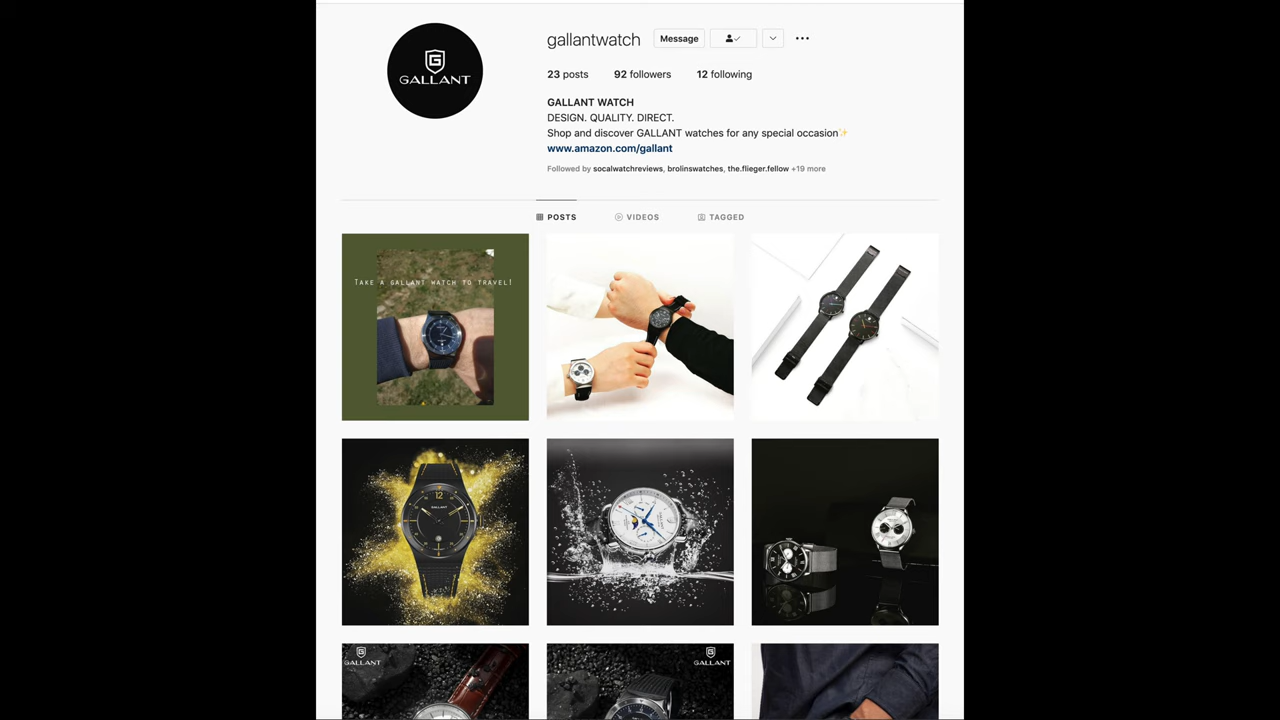 GALLANT
gallantwatch
Message
23 posts
92 followers
12 following
GALLANT WATCH
DESIGN. QUALITY. DIRECT.
Shop and discover GALLANT watches for any special occasion✨
www.amazon.com/gallant
Followed by socalwatchreviews, brolinswatches, the.flieger.fellow +19 more
POSTS
VIDEOS
TAGGED
TAKE A GALLANT WATCH TO TRAVEL!
12
GALLANT
GALLANT
GALLANT